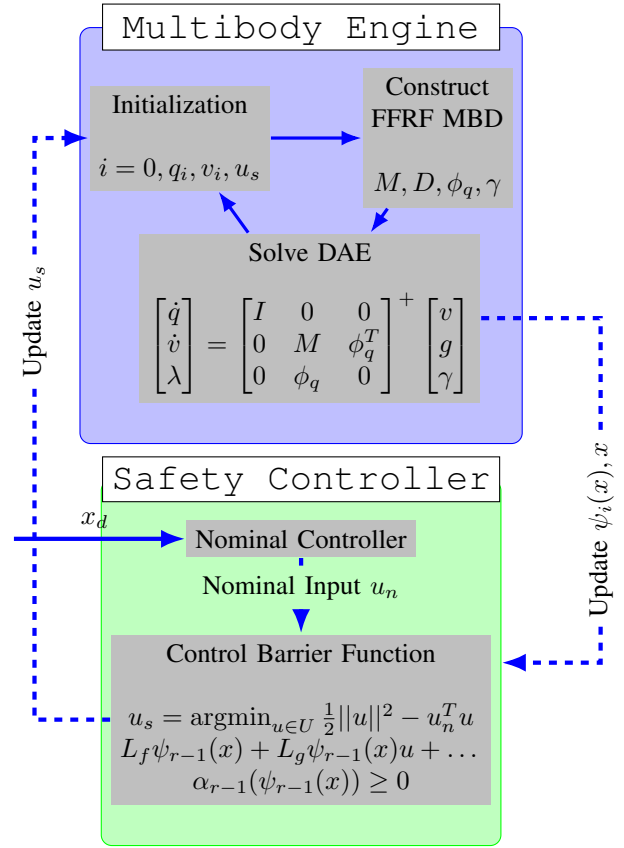 Multibody Engine
Initialization
i = 0, q_i, v_i, u_s
Construct
FFRF MBD
M, D, ϕ_q, γ
Solve DAE
[q̇ v̇ λ] = [I 0 0; 0 M ϕ_q^T; 0 ϕ_q 0]^+ [v g γ]
Update u_s
Update ψ_i(x), x
Safety Controller
x_d
Nominal Controller
Nominal Input u_n
Control Barrier Function
u_s = argmin_{u∈U} ½||u||² − u_n^T u
L_f ψ_{r−1}(x) + L_g ψ_{r−1}(x)u + …
α_{r−1}(ψ_{r−1}(x)) ≥ 0